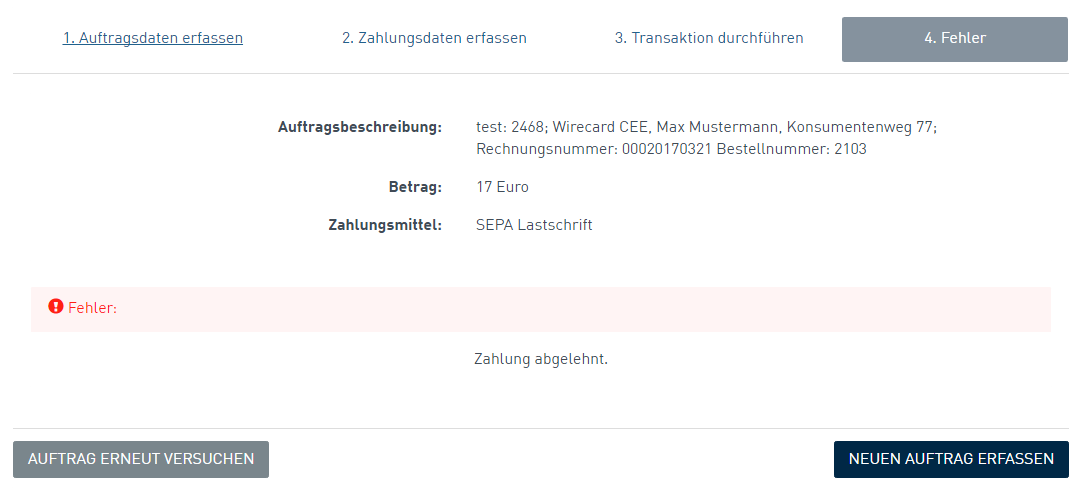 1. Auftragsdaten erfassen 2. Zahlungsdaten erfassen 3. Transaktion durchführen 4. Fehler
Auftragsbeschreibung: test: 2468; Wirecard CEE, Max Mustermann, Konsumentenweg 77;
Rechnungsnummer: 00020170321 Bestellnummer: 2103
Betrag: 17 Euro
Zahlungsmittel: SEPA Lastschrift
Fehler:
Zahlung abgelehnt.
AUFTRAG ERNEUT VERSUCHEN NEUEN AUFTRAG ERFASSEN